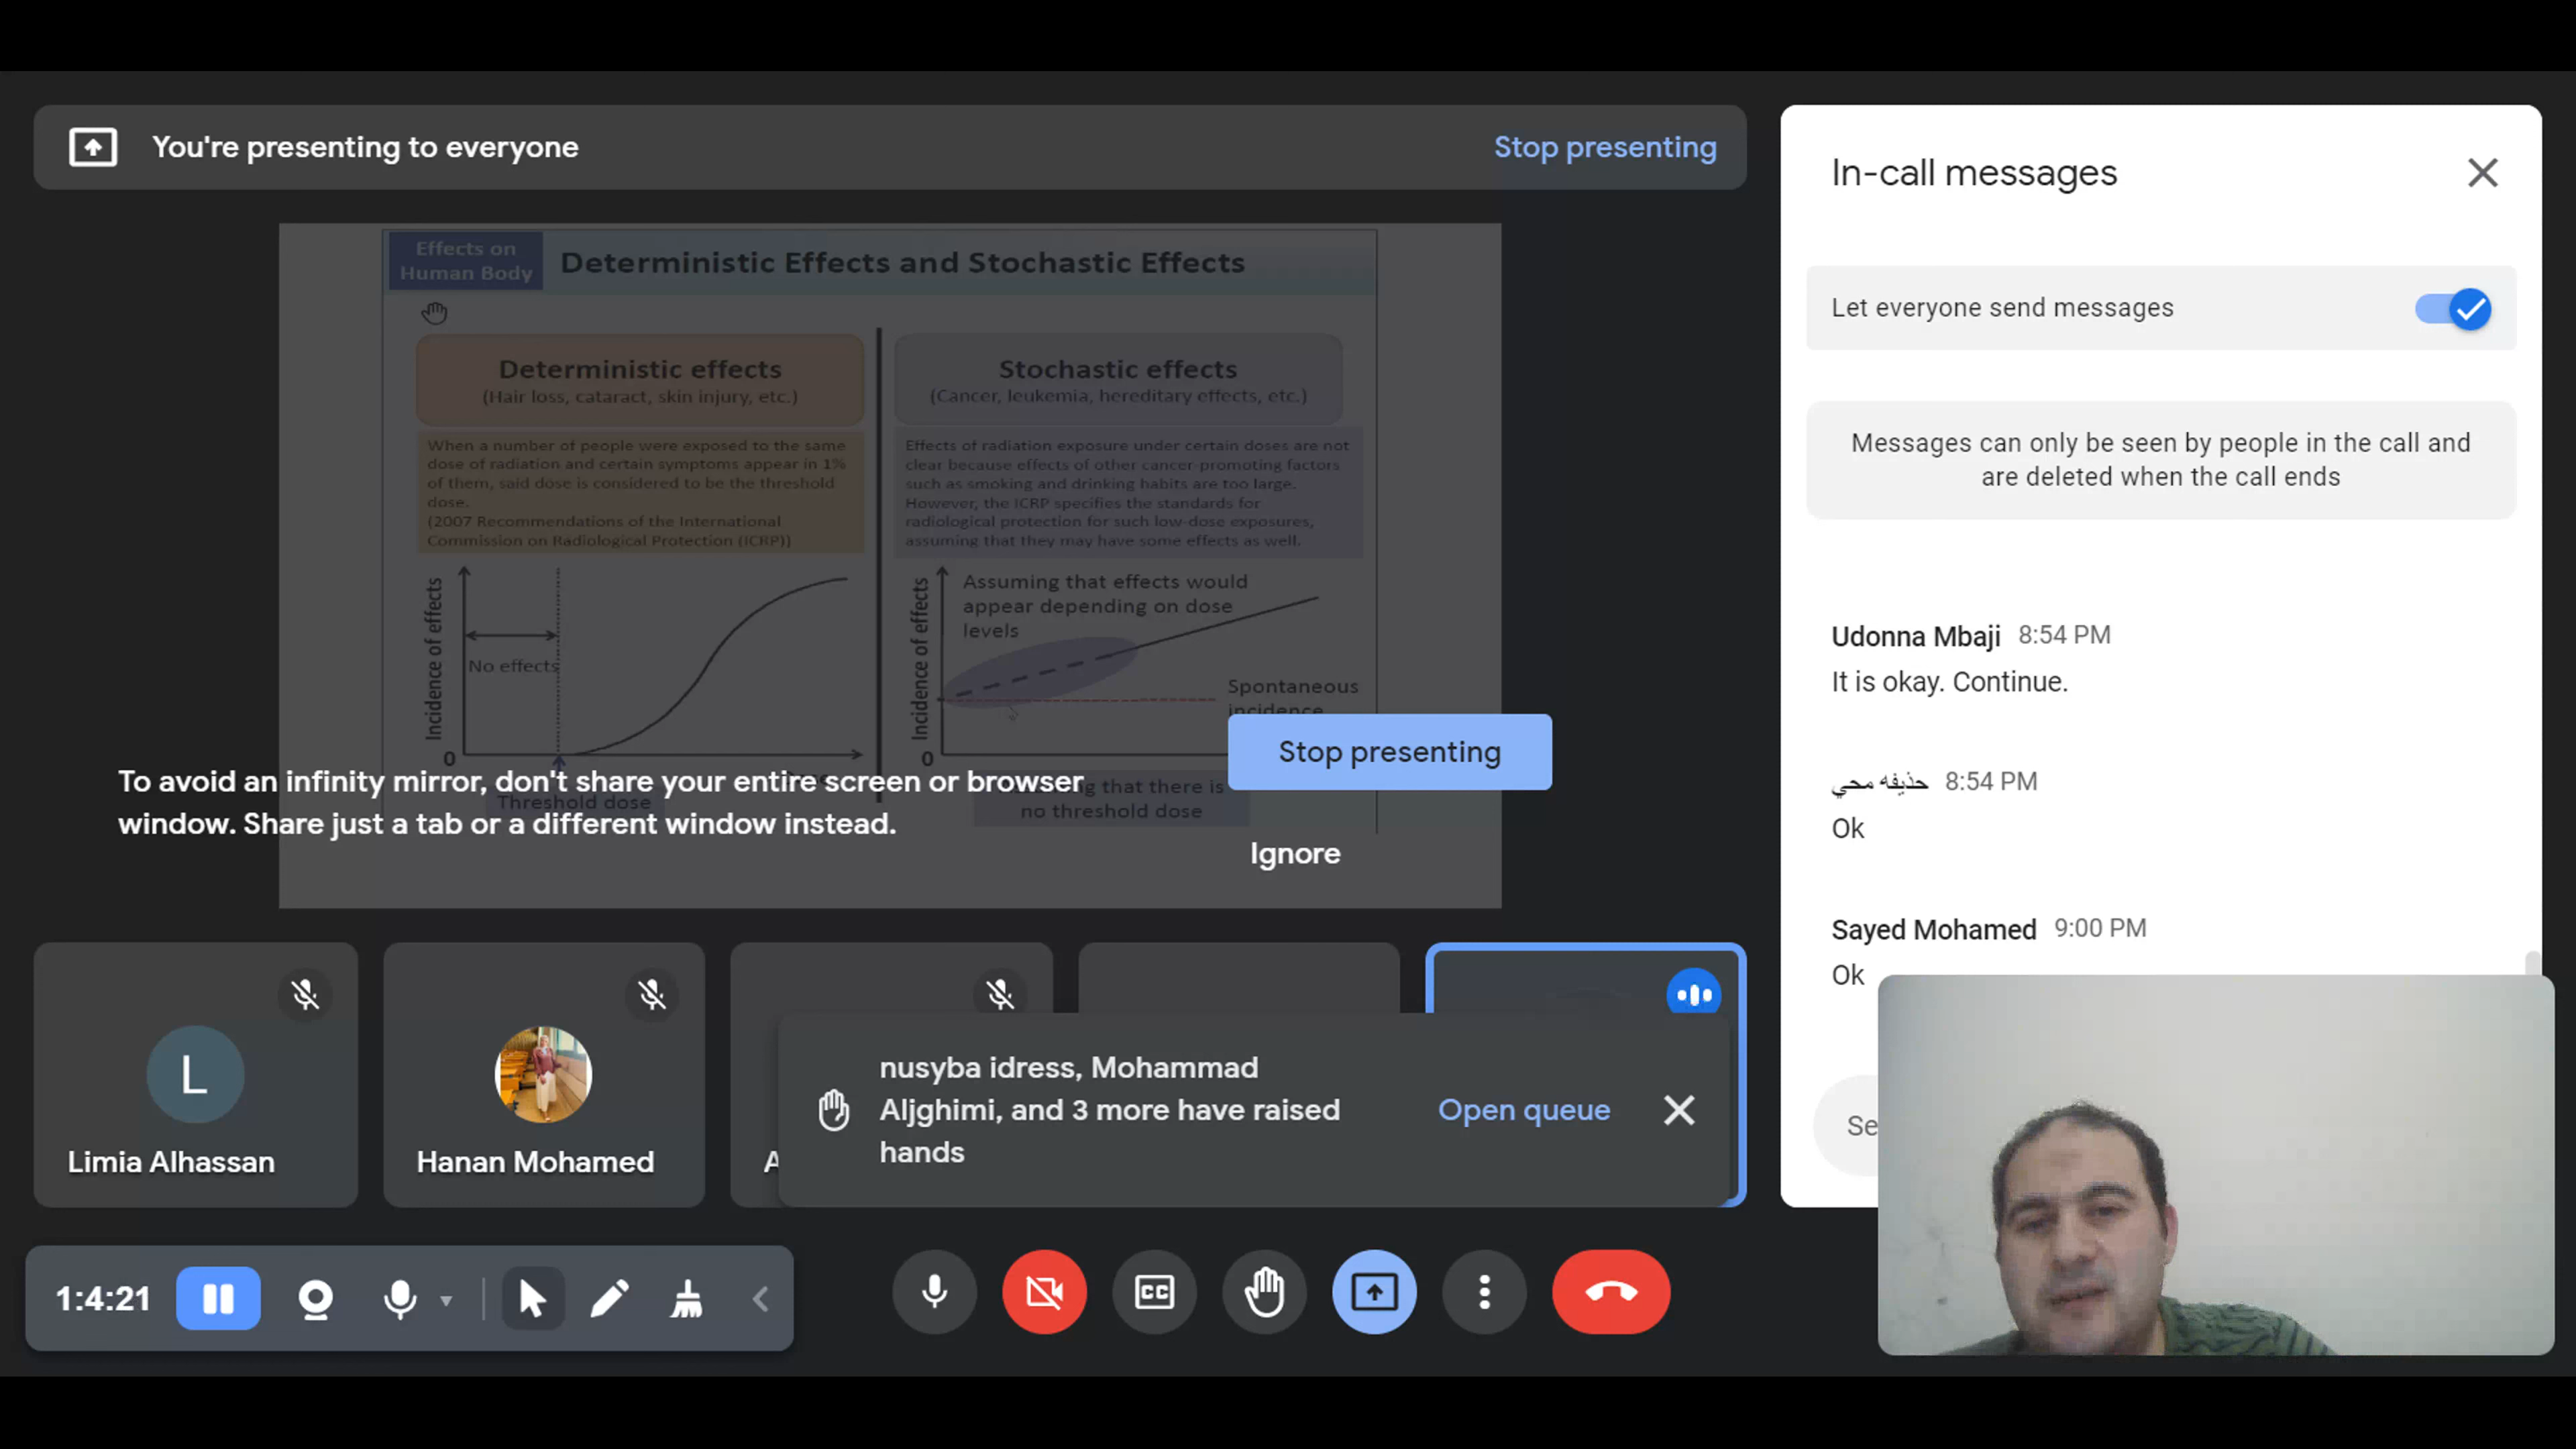 You're presenting to everyone
Stop presenting
Effects on
Human Body
Deterministic Effects and Stochastic Effects
Deterministic effects
(Hair loss, cataract, skin injury, etc.)
When a number of people were exposed to the same
dose of radiation and certain symptoms appear in 1%
of them, said dose is considered to be the threshold
dose.
(2007 Recommendations of the International
Commission on Radiological Protection (ICRP))
Incidence of effects
No effects
0
Threshold dose
Stochastic effects
(Cancer, leukemia, hereditary effects, etc.)
Effects of radiation exposure under certain doses are not
clear because effects of other cancer-promoting factors
such as smoking and drinking habits are too large.
However, the ICRP specifies the standards for
radiological protection for such low-dose exposures,
assuming that they may have some effects as well.
Incidence of effects
Assuming that effects would
appear depending on dose
levels
Spontaneous
incidence
0
that there is
no threshold dose
To avoid an infinity mirror, don't share your entire screen or browser
window. Share just a tab or a different window instead.
Stop presenting
Ignore
L
Limia Alhassan
Hanan Mohamed
A
nusyba idress, Mohammad
Aljghimi, and 3 more have raised
hands
Open queue
1:4:21
CC
In-call messages
Let everyone send messages
Messages can only be seen by people in the call and
are deleted when the call ends
Udonna Mbaji 8:54 PM
It is okay. Continue.
حذيفه محي 8:54 PM
Ok
Sayed Mohamed 9:00 PM
Ok
Se